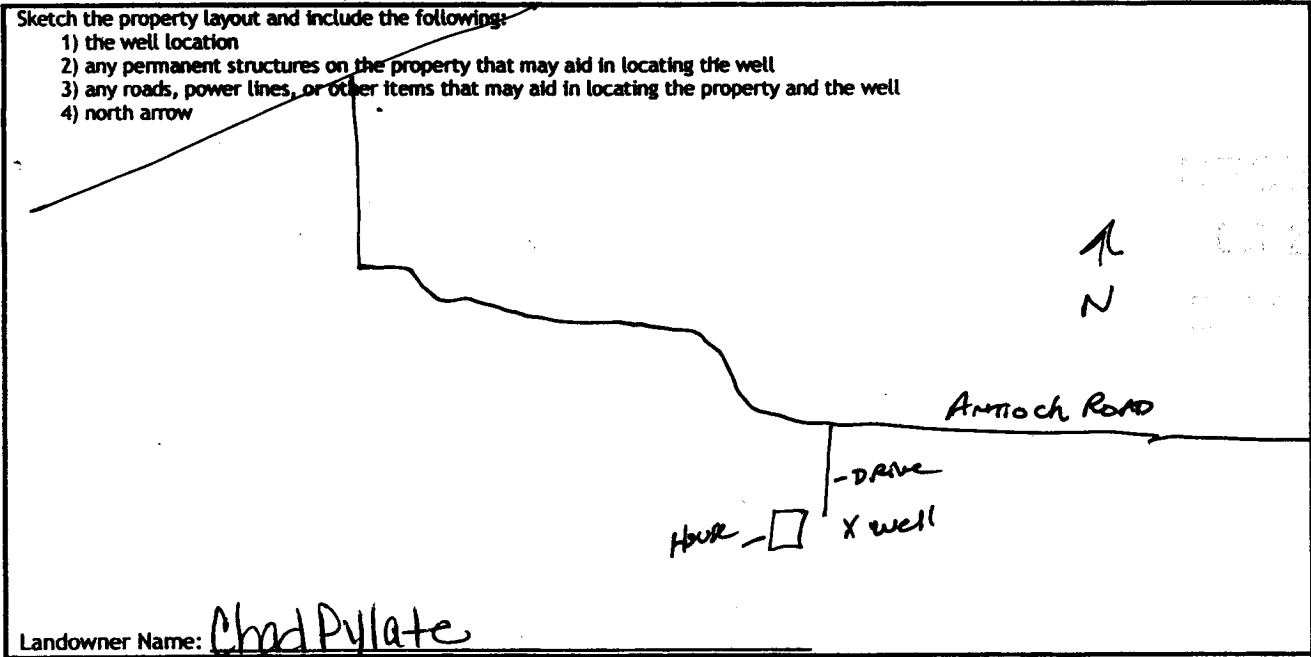 Sketch the property layout and include the following:
1) the well location
2) any permanent structures on the property that may aid in locating the well
3) any roads, power lines, or other items that may aid in locating the property and the well
4) north arrow
N
Antioch Road
- Drive
House
X well
Landowner Name: Chad Pylate